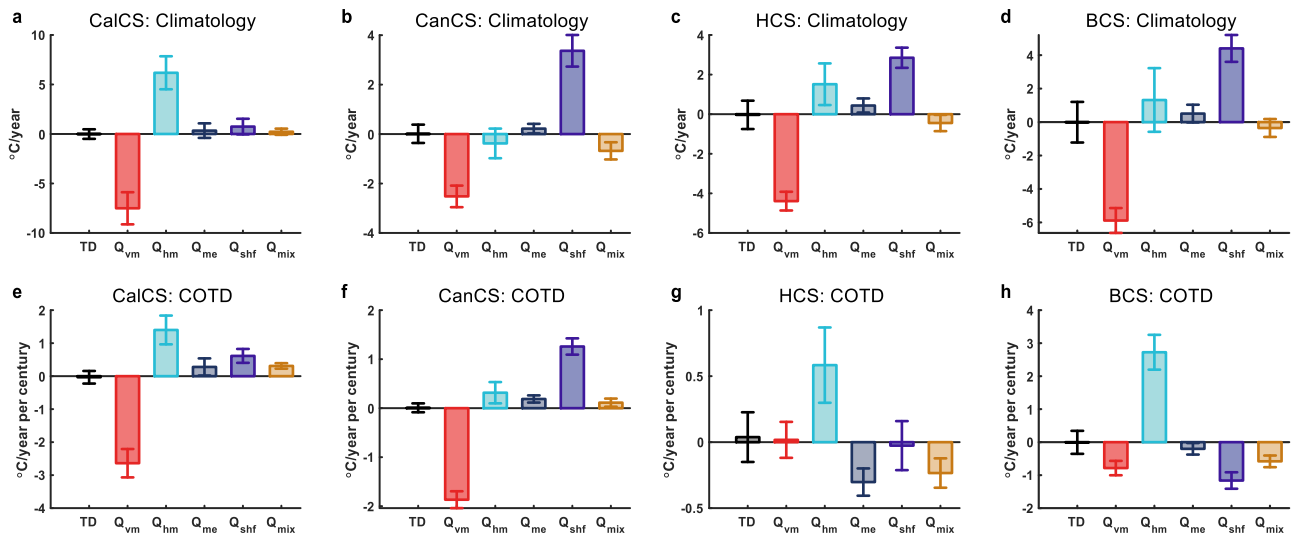 a CalCS: Climatology
°C/year
10
5
0
-5
-10
TD Qvm Qhm Qme Qshf Qmix
b CanCS: Climatology
°C/year
4
2
0
-2
-4
TD Qvm Qhm Qme Qshf Qmix
c HCS: Climatology
°C/year
4
2
0
-2
-4
-6
TD Qvm Qhm Qme Qshf Qmix
d BCS: Climatology
°C/year
4
2
0
-2
-4
-6
TD Qvm Qhm Qme Qshf Qmix
e CalCS: COTD
°C/year per century
2
1
0
-1
-2
-3
-4
TD Qvm Qhm Qme Qshf Qmix
f CanCS: COTD
°C/year per century
2
1
0
-1
-2
TD Qvm Qhm Qme Qshf Qmix
g HCS: COTD
°C/year per century
1
0.5
0
-0.5
TD Qvm Qhm Qme Qshf Qmix
h BCS: COTD
°C/year per century
4
3
2
1
0
-1
-2
TD Qvm Qhm Qme Qshf Qmix